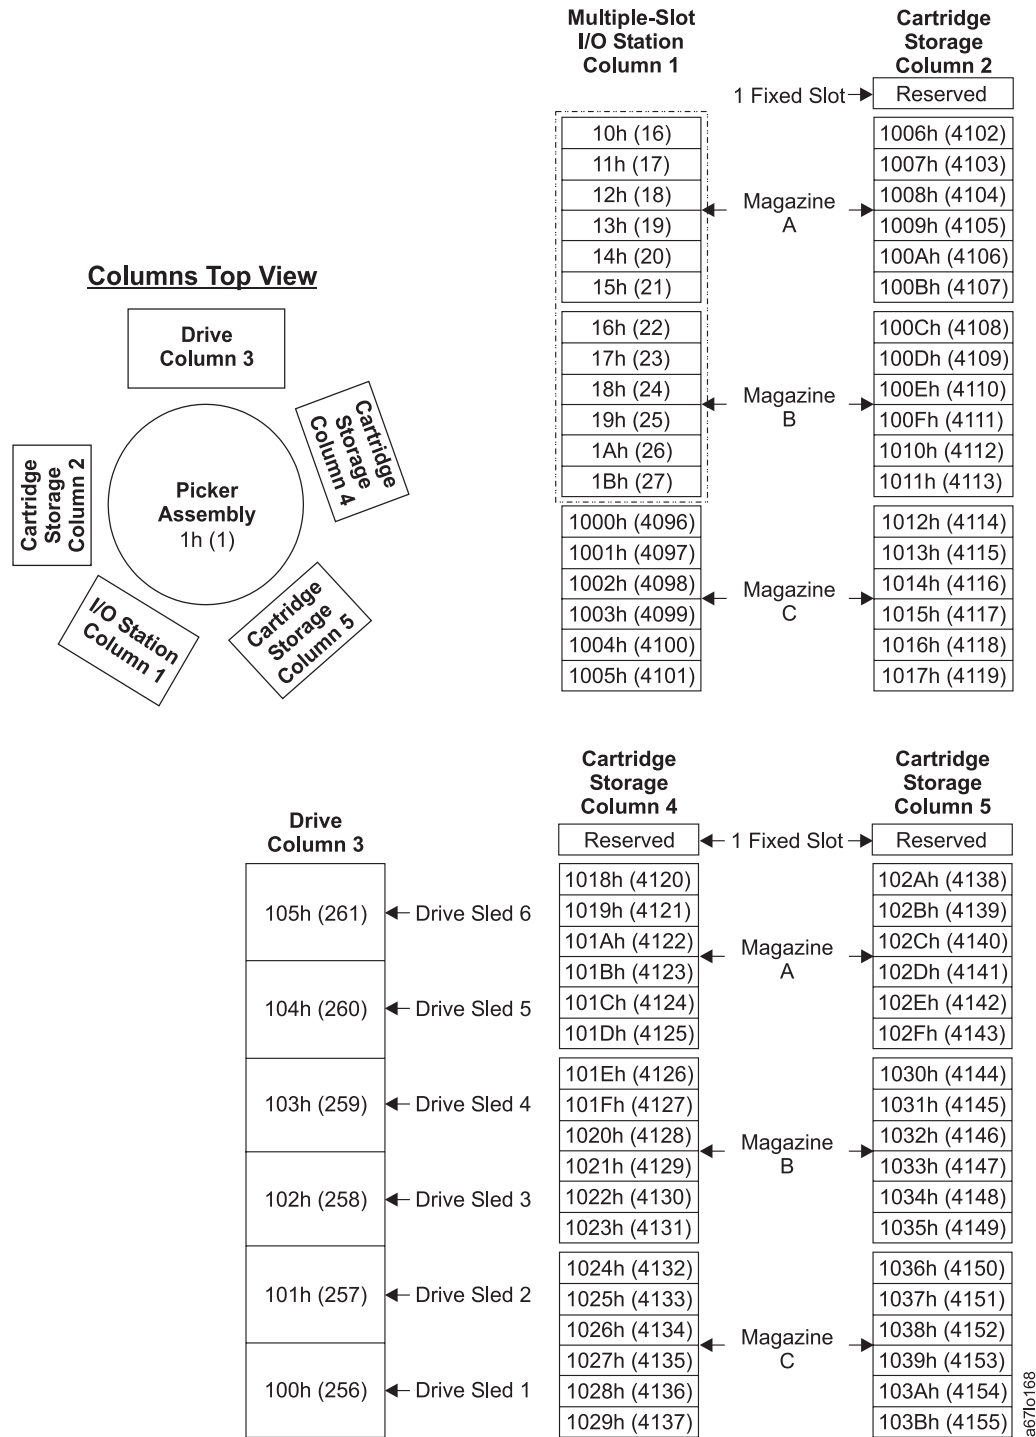 Multiple-Slot
I/O Station
Column 1
Cartridge
Storage
Column 2
1 Fixed Slot
Reserved
10h (16)
11h (17)
12h (18)
13h (19)
14h (20)
15h (21)
Magazine
A
1006h (4102)
1007h (4103)
1008h (4104)
1009h (4105)
100Ah (4106)
100Bh (4107)
16h (22)
17h (23)
18h (24)
19h (25)
1Ah (26)
1Bh (27)
Magazine
B
100Ch (4108)
100Dh (4109)
100Eh (4110)
100Fh (4111)
1010h (4112)
1011h (4113)
1000h (4096)
1001h (4097)
1002h (4098)
1003h (4099)
1004h (4100)
1005h (4101)
Magazine
C
1012h (4114)
1013h (4115)
1014h (4116)
1015h (4117)
1016h (4118)
1017h (4119)
Columns Top View
Drive
Column 3
Cartridge
Storage
Column 4
Cartridge
Storage
Column 2
Picker
Assembly
1h (1)
I/O Station
Column 1
Cartridge
Storage
Column 5
Drive
Column 3
105h (261)
Drive Sled 6
104h (260)
Drive Sled 5
103h (259)
Drive Sled 4
102h (258)
Drive Sled 3
101h (257)
Drive Sled 2
100h (256)
Drive Sled 1
Cartridge
Storage
Column 4
Cartridge
Storage
Column 5
Reserved
1 Fixed Slot
Reserved
1018h (4120)
1019h (4121)
101Ah (4122)
101Bh (4123)
101Ch (4124)
101Dh (4125)
Magazine
A
102Ah (4138)
102Bh (4139)
102Ch (4140)
102Dh (4141)
102Eh (4142)
102Fh (4143)
101Eh (4126)
101Fh (4127)
1020h (4128)
1021h (4129)
1022h (4130)
1023h (4131)
Magazine
B
1030h (4144)
1031h (4145)
1032h (4146)
1033h (4147)
1034h (4148)
1035h (4149)
1024h (4132)
1025h (4133)
1026h (4134)
1027h (4135)
1028h (4136)
1029h (4137)
Magazine
C
1036h (4150)
1037h (4151)
1038h (4152)
1039h (4153)
103Ah (4154)
103Bh (4155)
a67lo168